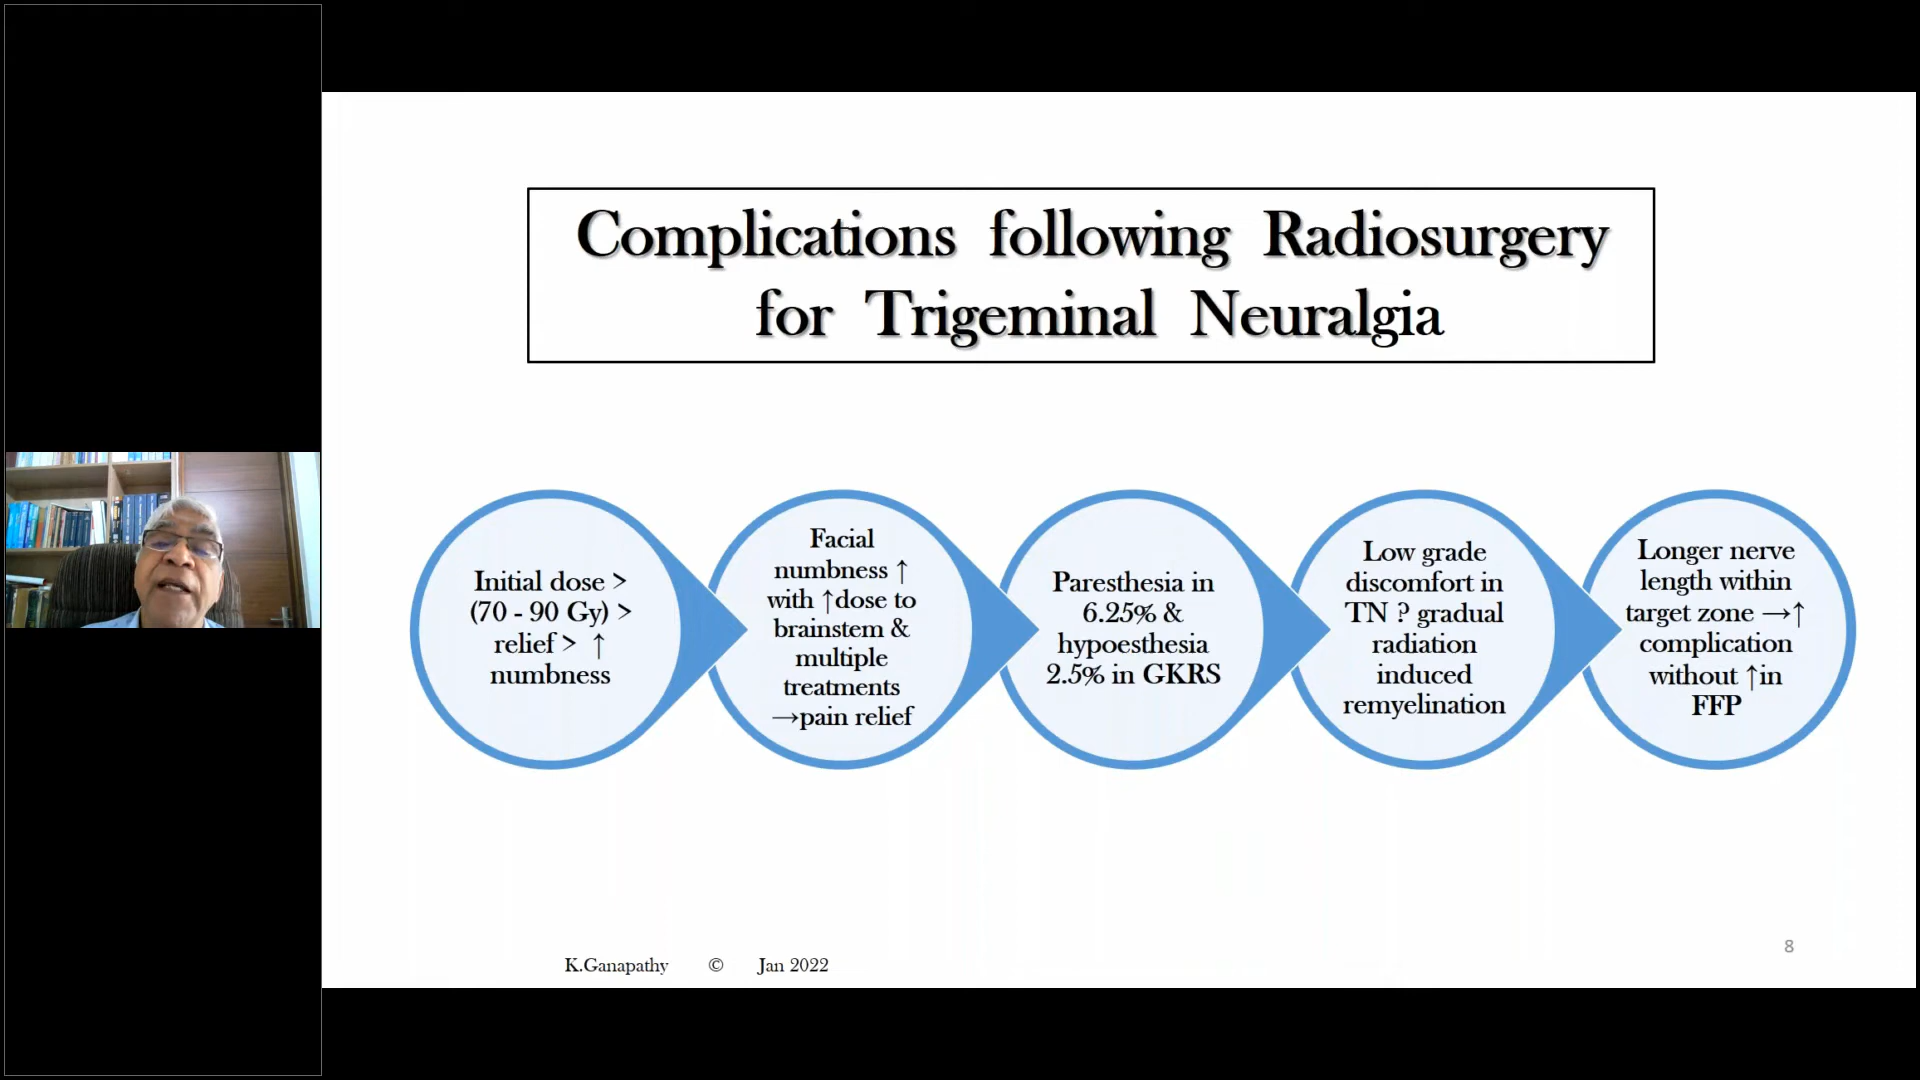 Complications following Radiosurgery
for Trigeminal Neuralgia
Initial dose >
(70 - 90 Gy) >
relief > ↑
numbness
Facial
numbness ↑
with ↑dose to
brainstem &
multiple
treatments
→pain relief
Paresthesia in
6.25% &
hypoesthesia
2.5% in GKRS
Low grade
discomfort in
TN ? gradual
radiation
induced
remyelination
Longer nerve
length within
target zone →↑
complication
without ↑in
FFP
K.Ganapathy © Jan 2022
8